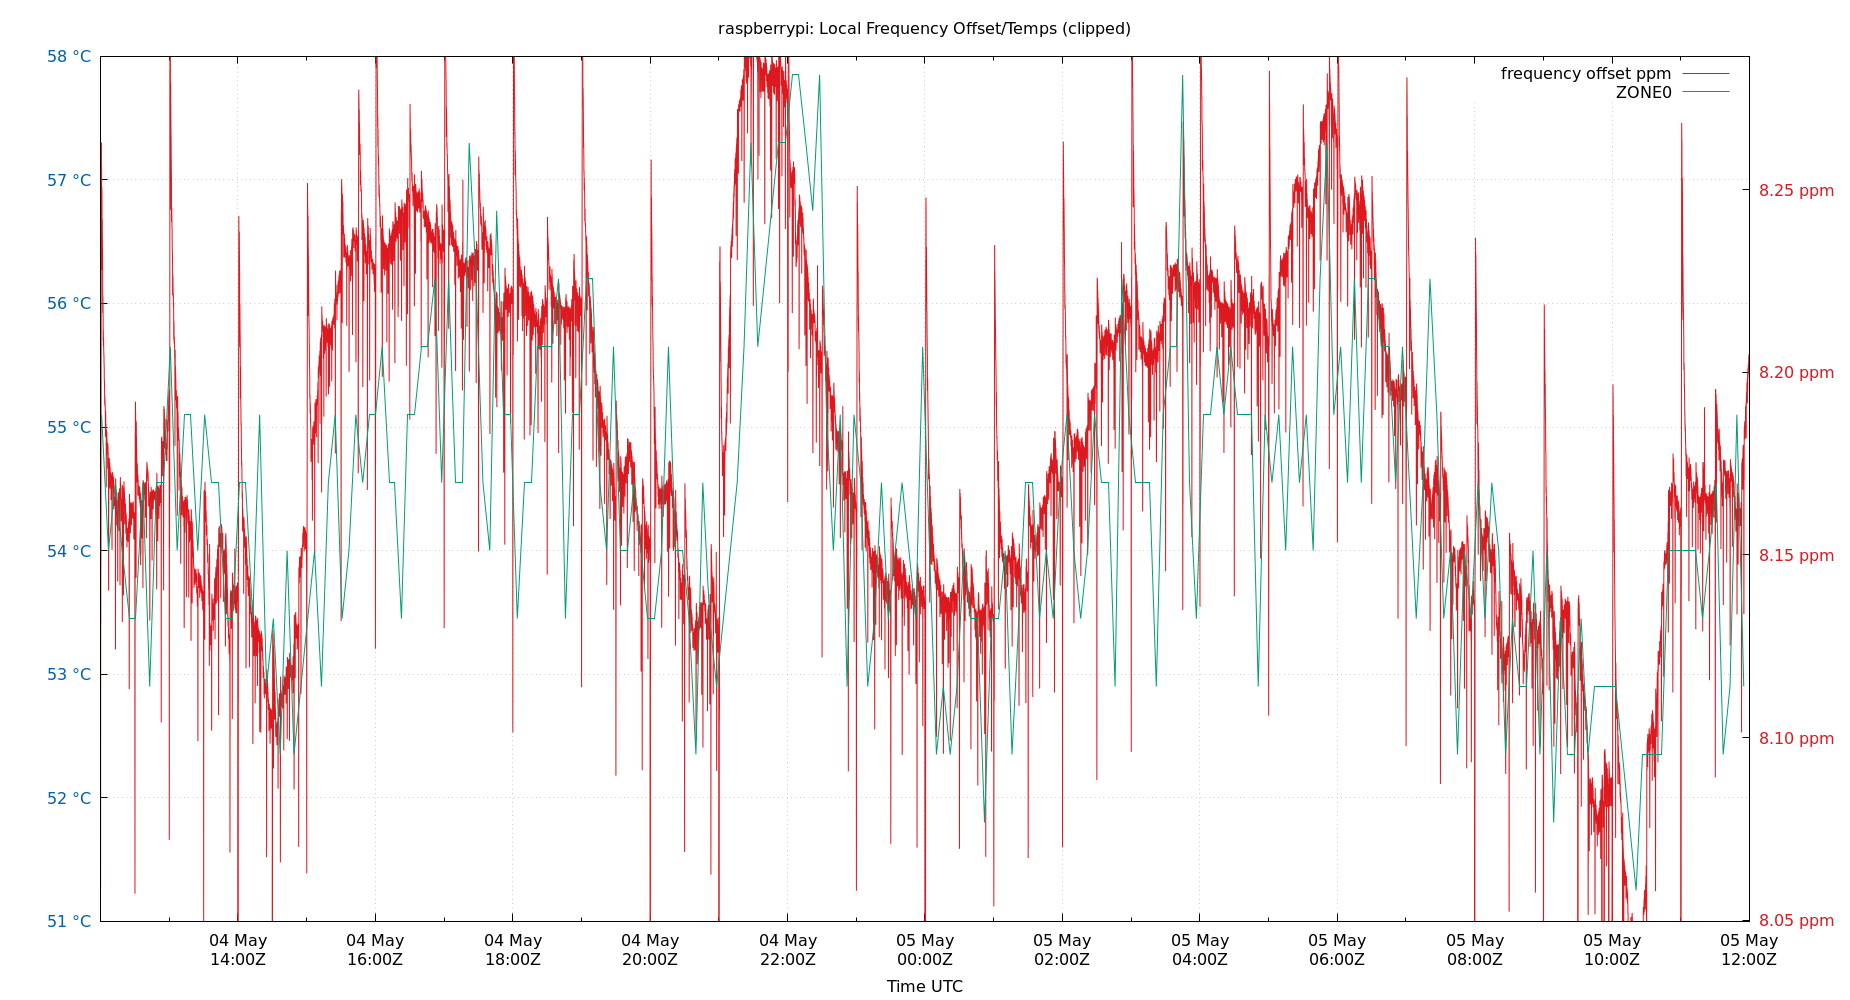 raspberrypi: Local Frequency Offset/Temps (clipped)
58 °C
57 °C
56 °C
55 °C
54 °C
53 °C
52 °C
51 °C
frequency offset ppm
ZONE0
8.25 ppm
8.20 ppm
8.15 ppm
8.10 ppm
8.05 ppm
04 May 04 May 04 May 04 May 04 May 05 May 05 May 05 May 05 May 05 May 05 May 05 May
14:00Z 16:00Z 18:00Z 20:00Z 22:00Z 00:00Z 02:00Z 04:00Z 06:00Z 08:00Z 10:00Z 12:00Z
Time UTC